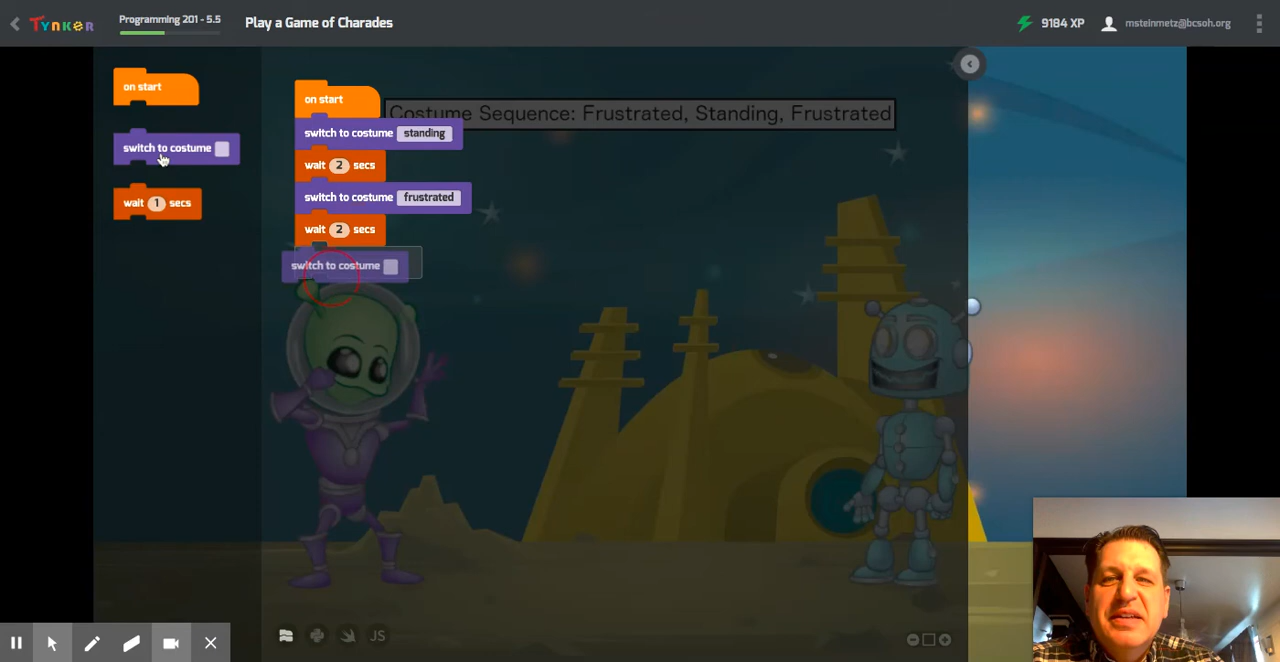 TYNKER
Programming 201 - 5.5
Play a Game of Charades
9184 XP
msteinmetz@bcsoh.org
on start
switch to costume
wait 1 secs
on start
Costume Sequence: Frustrated, Standing, Frustrated
switch to costume standing
wait 2 secs
switch to costume frustrated
wait 2 secs
switch to costume
JS